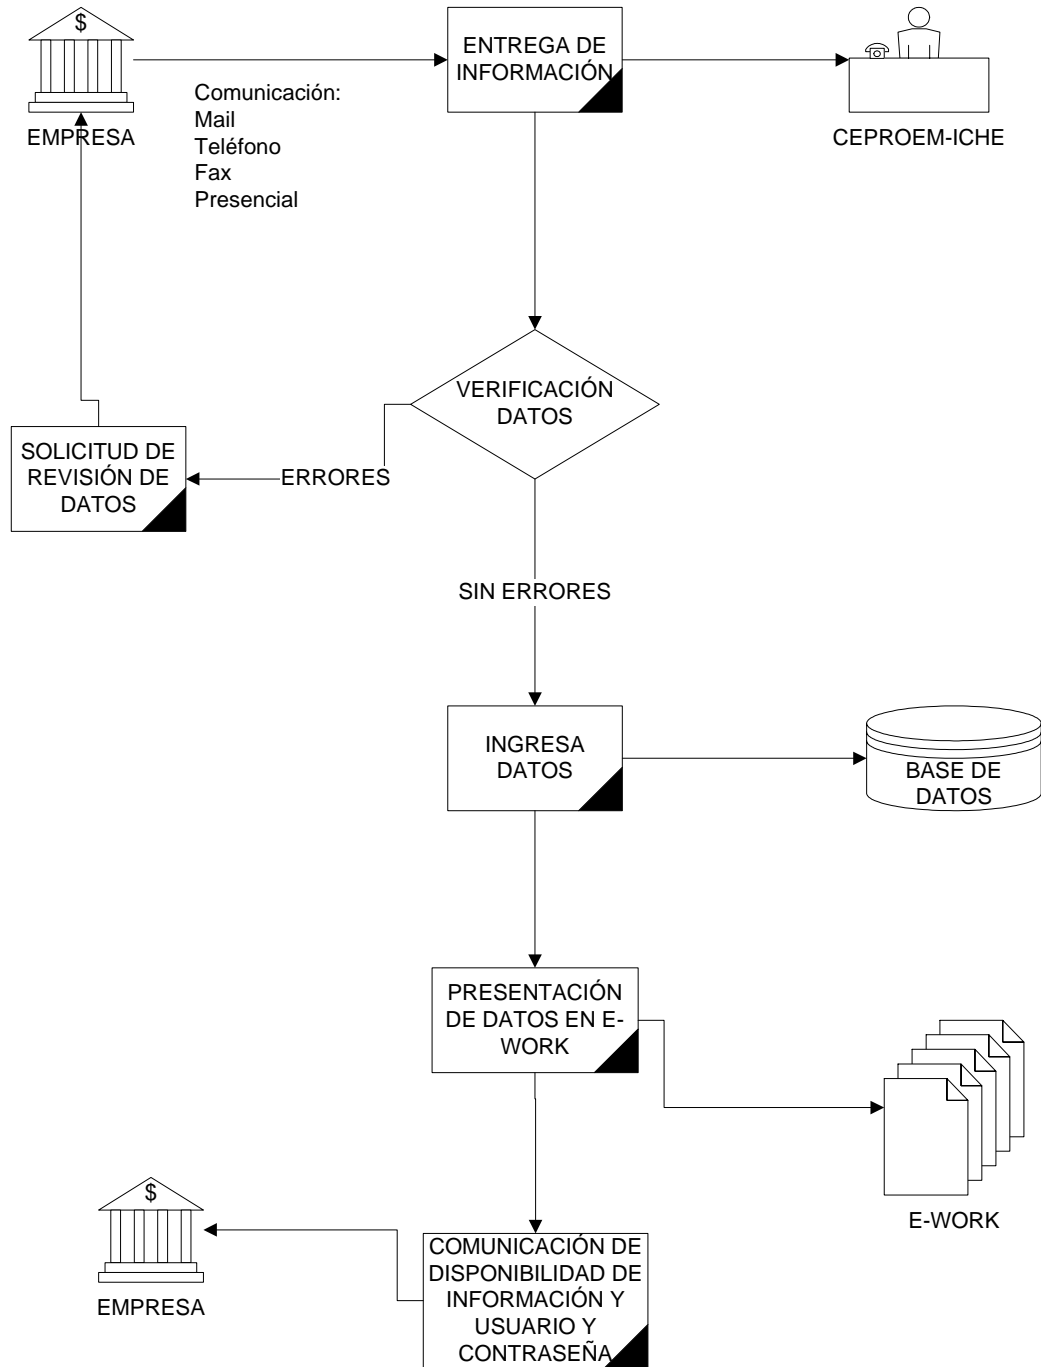 $
EMPRESA
Comunicación:
Mail
Teléfono
Fax
Presencial
ENTREGA DE
INFORMACIÓN
CEPROEM-ICHE
VERIFICACIÓN
DATOS
SOLICITUD DE
REVISIÓN DE
DATOS
ERRORES
SIN ERRORES
INGRESA
DATOS
BASE DE
DATOS
PRESENTACIÓN
DE DATOS EN E-
WORK
E-WORK
$
EMPRESA
COMUNICACIÓN DE
DISPONIBILIDAD DE
INFORMACIÓN Y
USUARIO Y
CONTRASEÑA